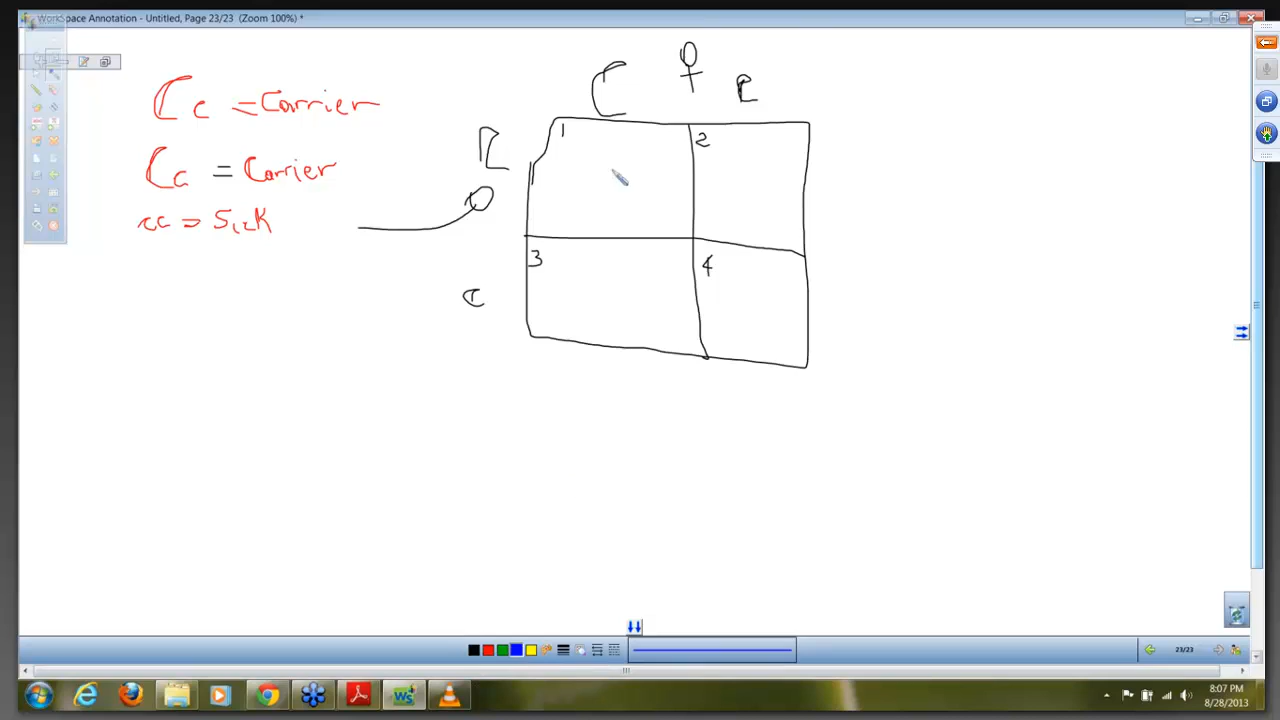 WorkSpace Annotation - Untitled, Page 23/23 (Zoom 100%) *
Cc = Carrier
Cc = Carrier
cc = Sick
C c
C
c
1 2
3 4
23/23
8:07 PM
8/28/2013